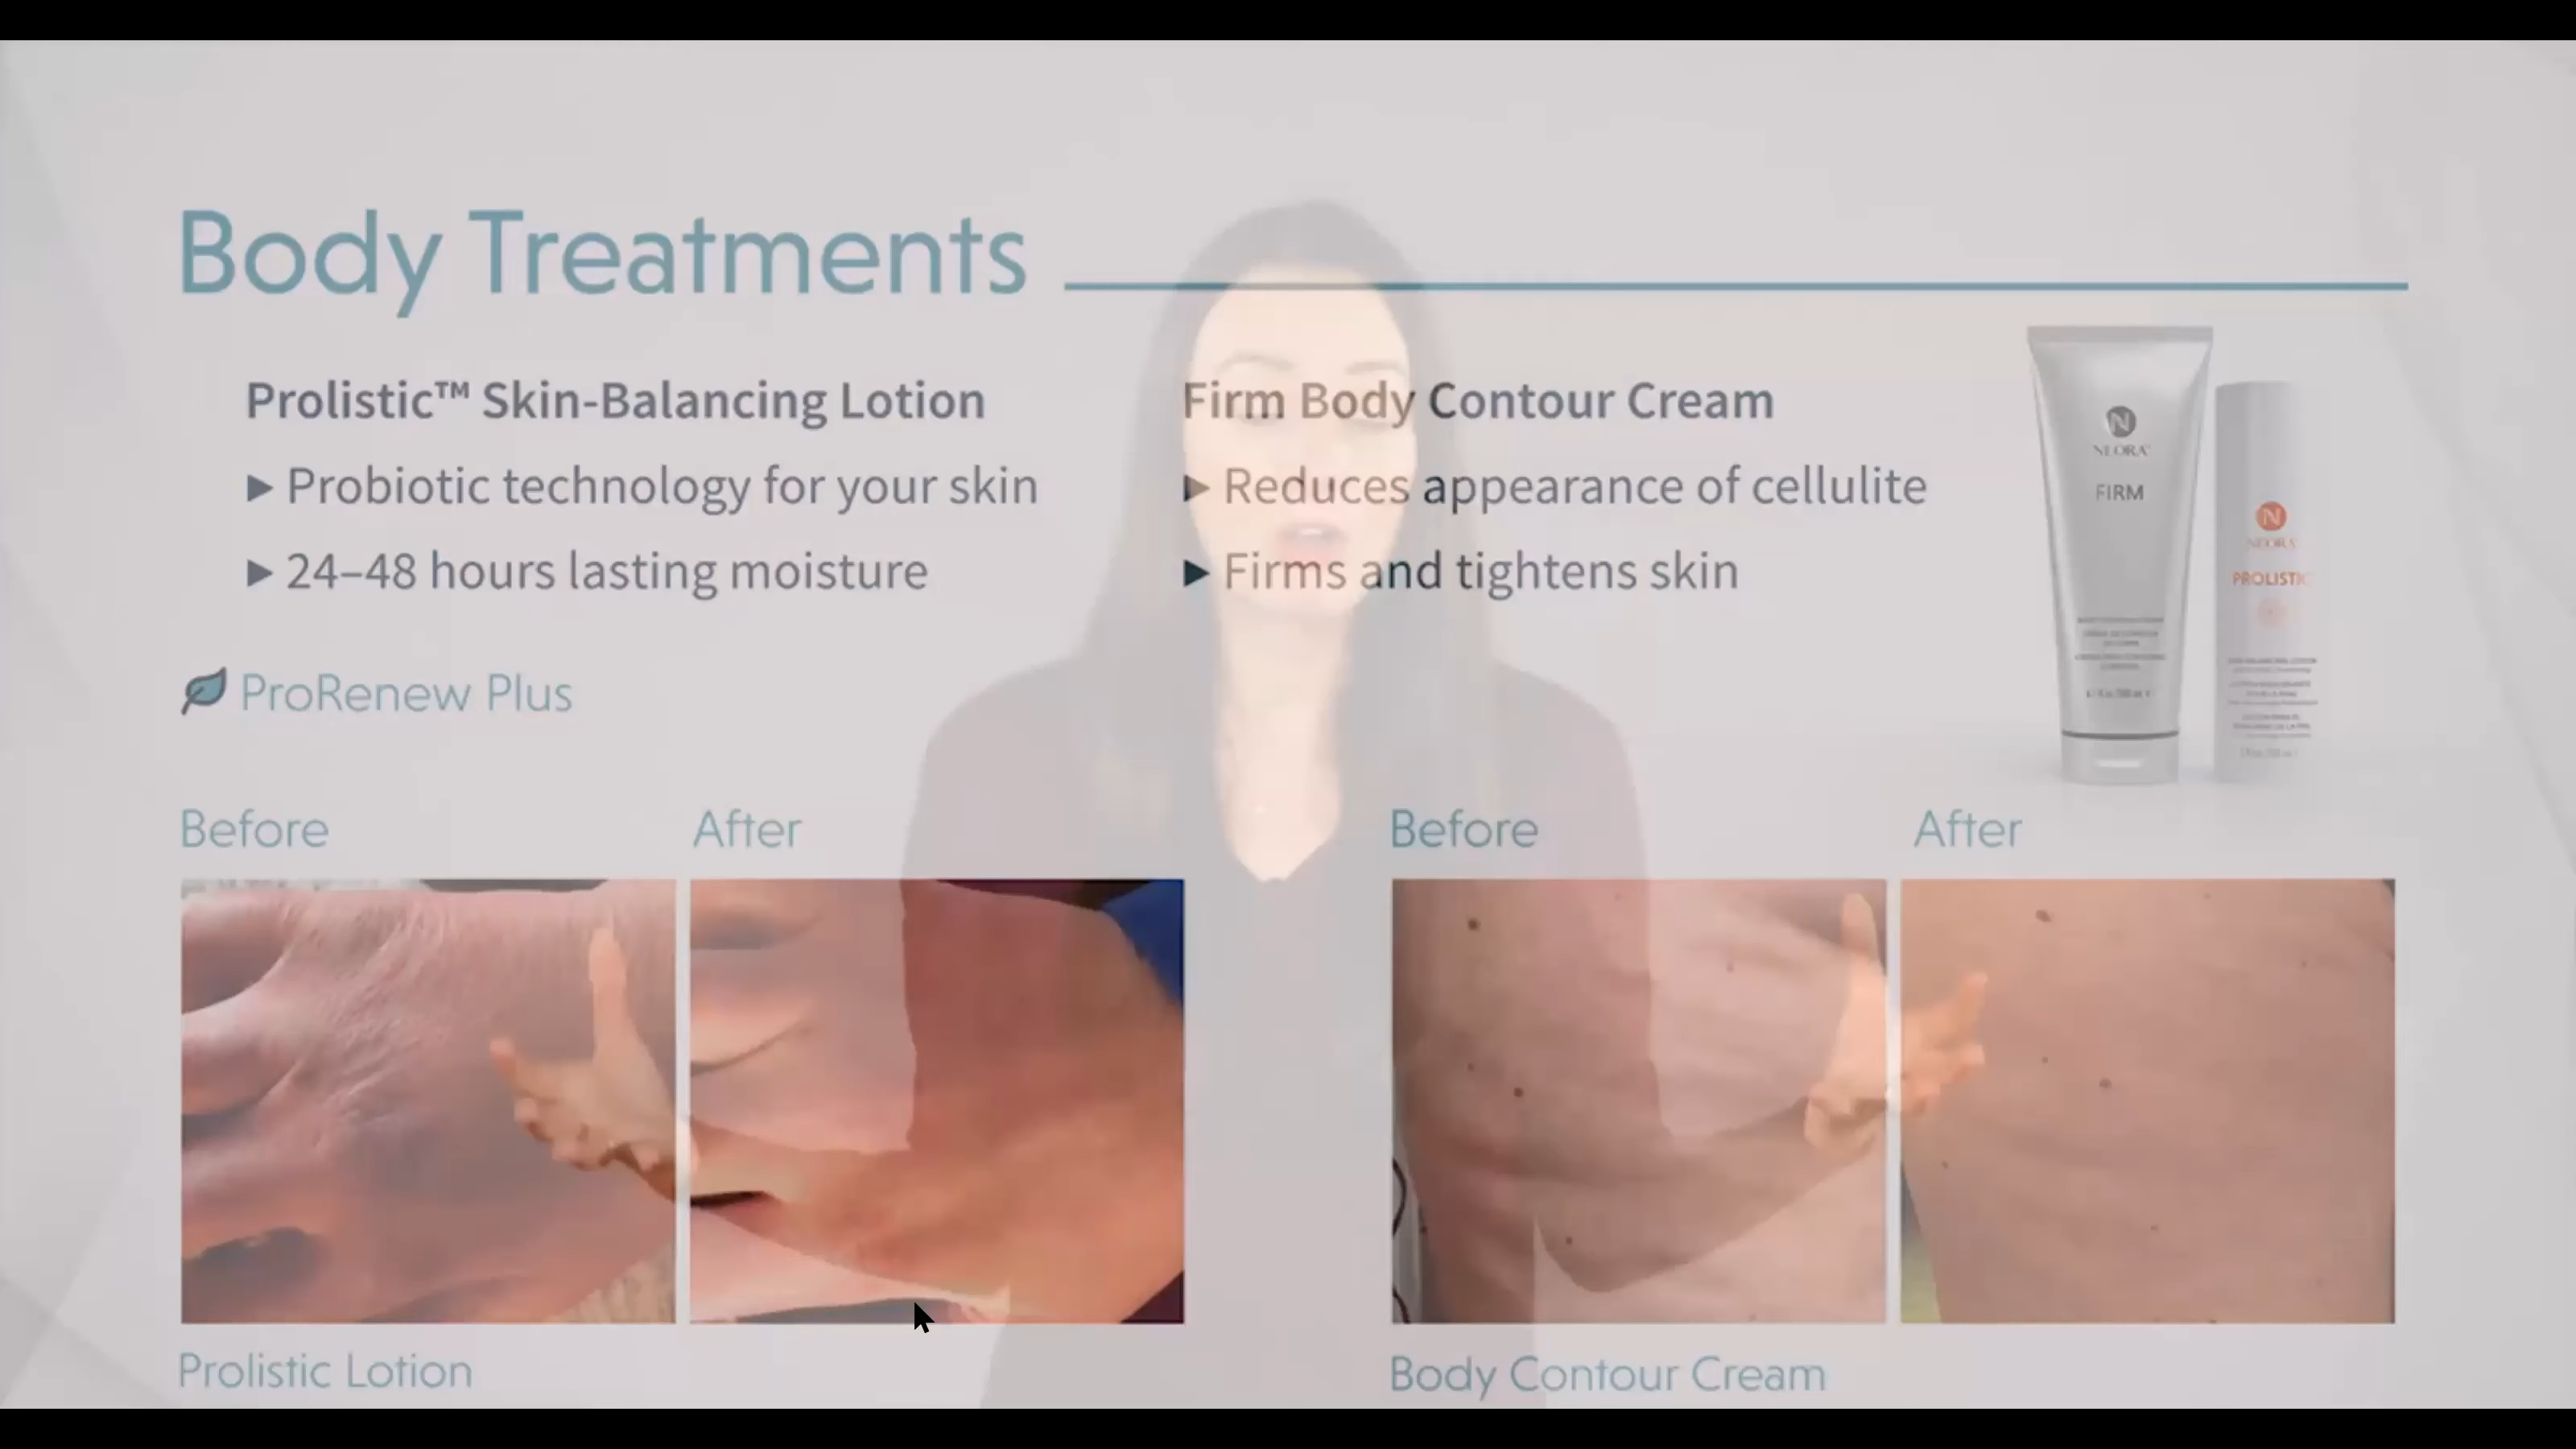 Body Treatments
Prolistic™ Skin-Balancing Lotion
► Probiotic technology for your skin
► 24–48 hours lasting moisture
Firm Body Contour Cream
► Reduces appearance of cellulite
► Firms and tightens skin
N
NEORA
FIRM
N
NEORA
PROLISTIC
ProRenew Plus
Before
After
Before
After
Prolistic Lotion
Body Contour Cream